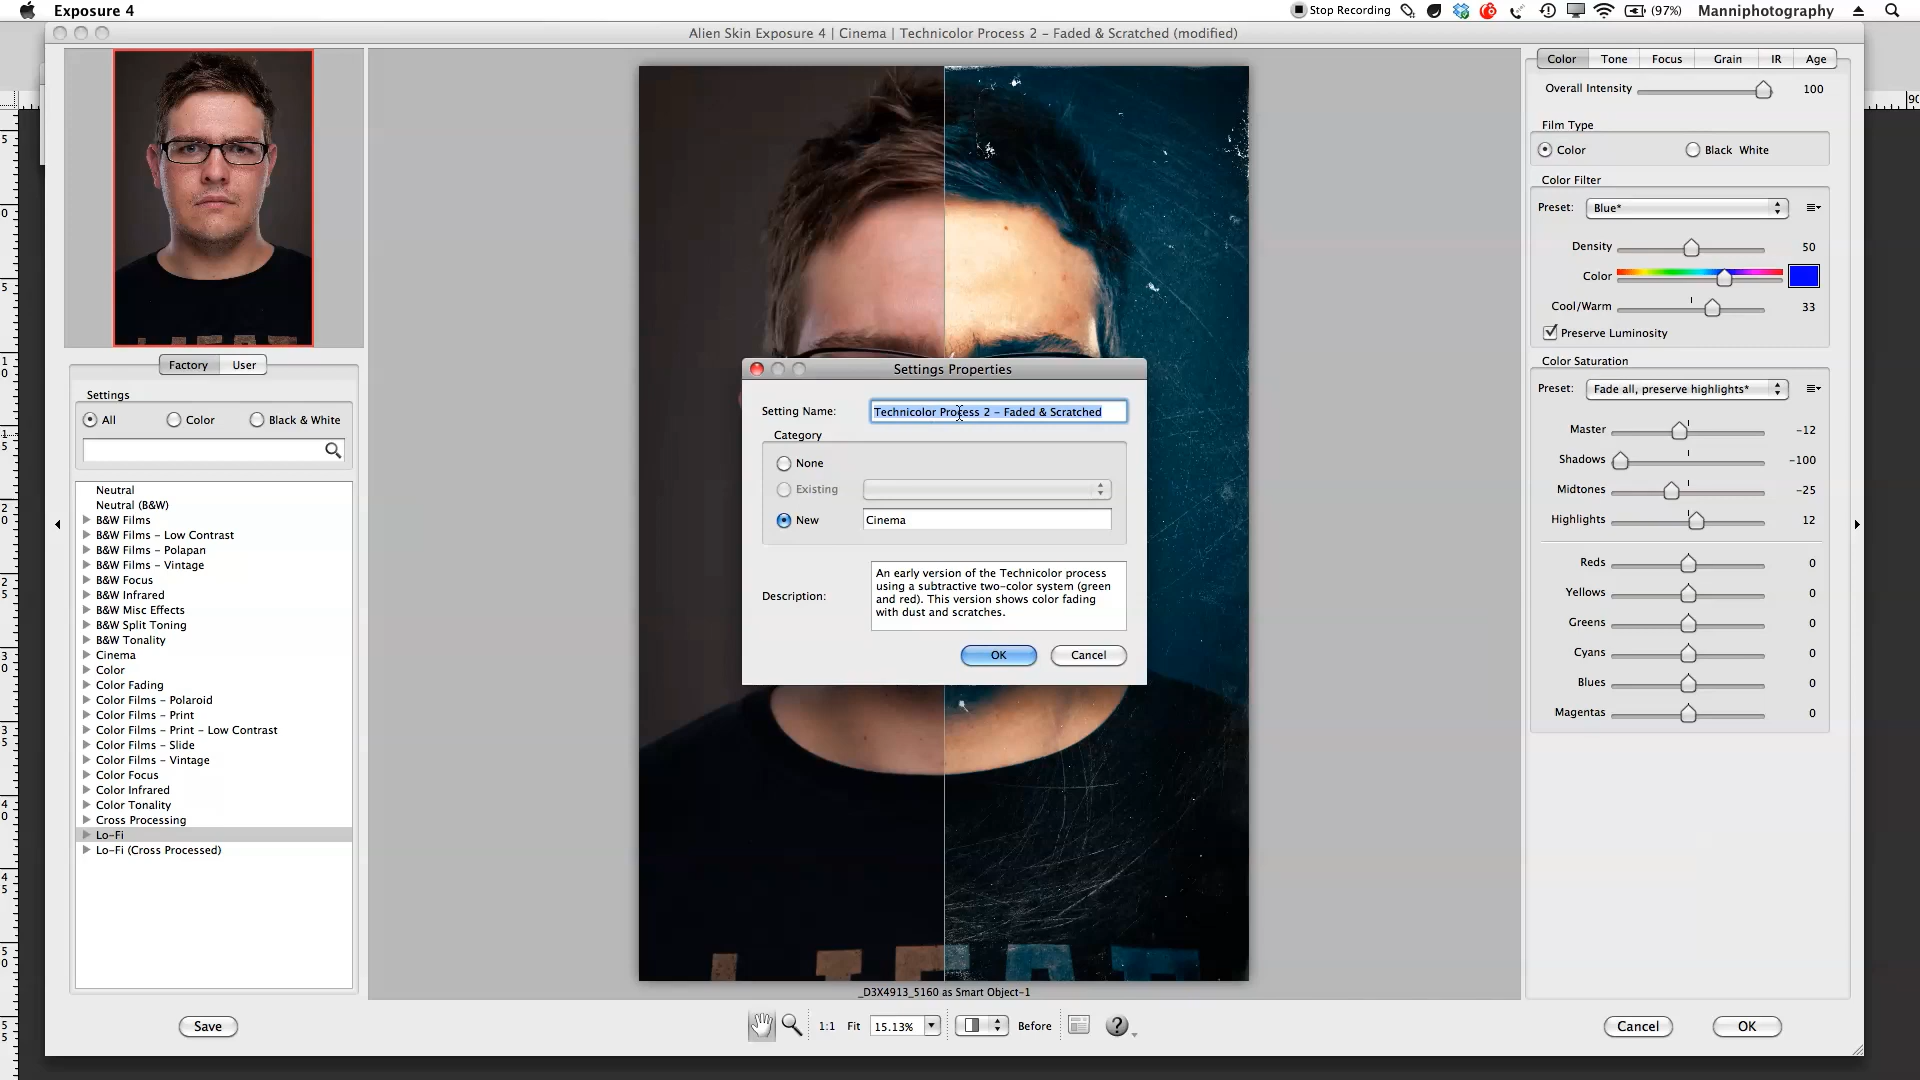 Exposure 4
Stop Recording
(97%)
Manniphotography
Alien Skin Exposure 4 | Cinema | Technicolor Process 2 - Faded & Scratched (modified)
Factory
User
Settings
All
Color
Black & White
Neutral
Neutral (B&W)
B&W Films
B&W Films - Low Contrast
B&W Films - Polapan
B&W Films - Vintage
B&W Focus
B&W Infrared
B&W Misc Effects
B&W Split Toning
B&W Tonality
Cinema
Color
Color Fading
Color Films - Polaroid
Color Films - Print
Color Films - Print - Low Contrast
Color Films - Slide
Color Films - Vintage
Color Focus
Color Infrared
Color Tonality
Cross Processing
Lo-Fi
Lo-Fi (Cross Processed)
Save
Settings Properties
Setting Name: Technicolor Process 2 - Faded & Scratched
Category
None
Existing
New Cinema
Description:
An early version of the Technicolor process
using a subtractive two-color system (green
and red). This version shows color fading
with dust and scratches.
OK
Cancel
_D3X4913_5160 as Smart Object-1
1:1
Fit
15.13%
Before
?
Color
Tone
Focus
Grain
IR
Age
Overall Intensity 100
Film Type
Color
Black White
Color Filter
Preset: Blue*
Density 50
Color
Cool/Warm 33
Preserve Luminosity
Color Saturation
Preset: Fade all, preserve highlights*
Master -12
Shadows -100
Midtones -25
Highlights 12
Reds 0
Yellows 0
Greens 0
Cyans 0
Blues 0
Magentas 0
Cancel
OK